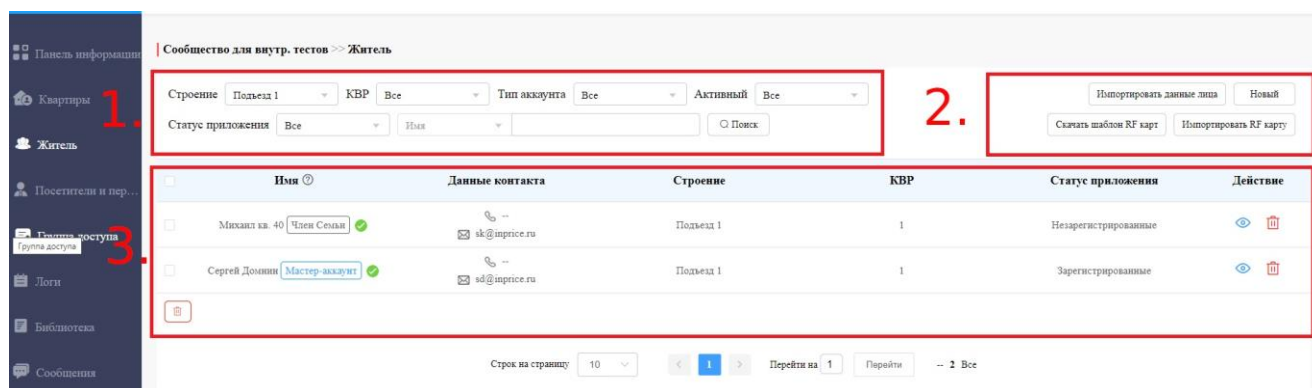 Панель информации
Квартиры
Житель
Посетители и пер...
Группа доступа
Группа доступа
Логи
Библиотека
Сообщения
Сообщество для внутр. тестов >> Житель
1.
Строение Подъезд 1 КВР Все Тип аккаунта Все Активный Все
Статус приложения Все Имя Поиск
2.
Импортировать данные лица Новый
Скачать шаблон RF карт Импортировать RF карту
3.
Имя Данные контакта Строение КВР Статус приложения Действие
Михаил кв. 40 Член Семьи -- sk@inprice.ru Подъезд 1 1 Незарегистрированные
Сергей Домнин Мастер-аккаунт -- sd@inprice.ru Подъезд 1 1 Зарегистрированные
Строк на страницу 10 < 1 > Перейти на 1 Перейти -- 2 Все